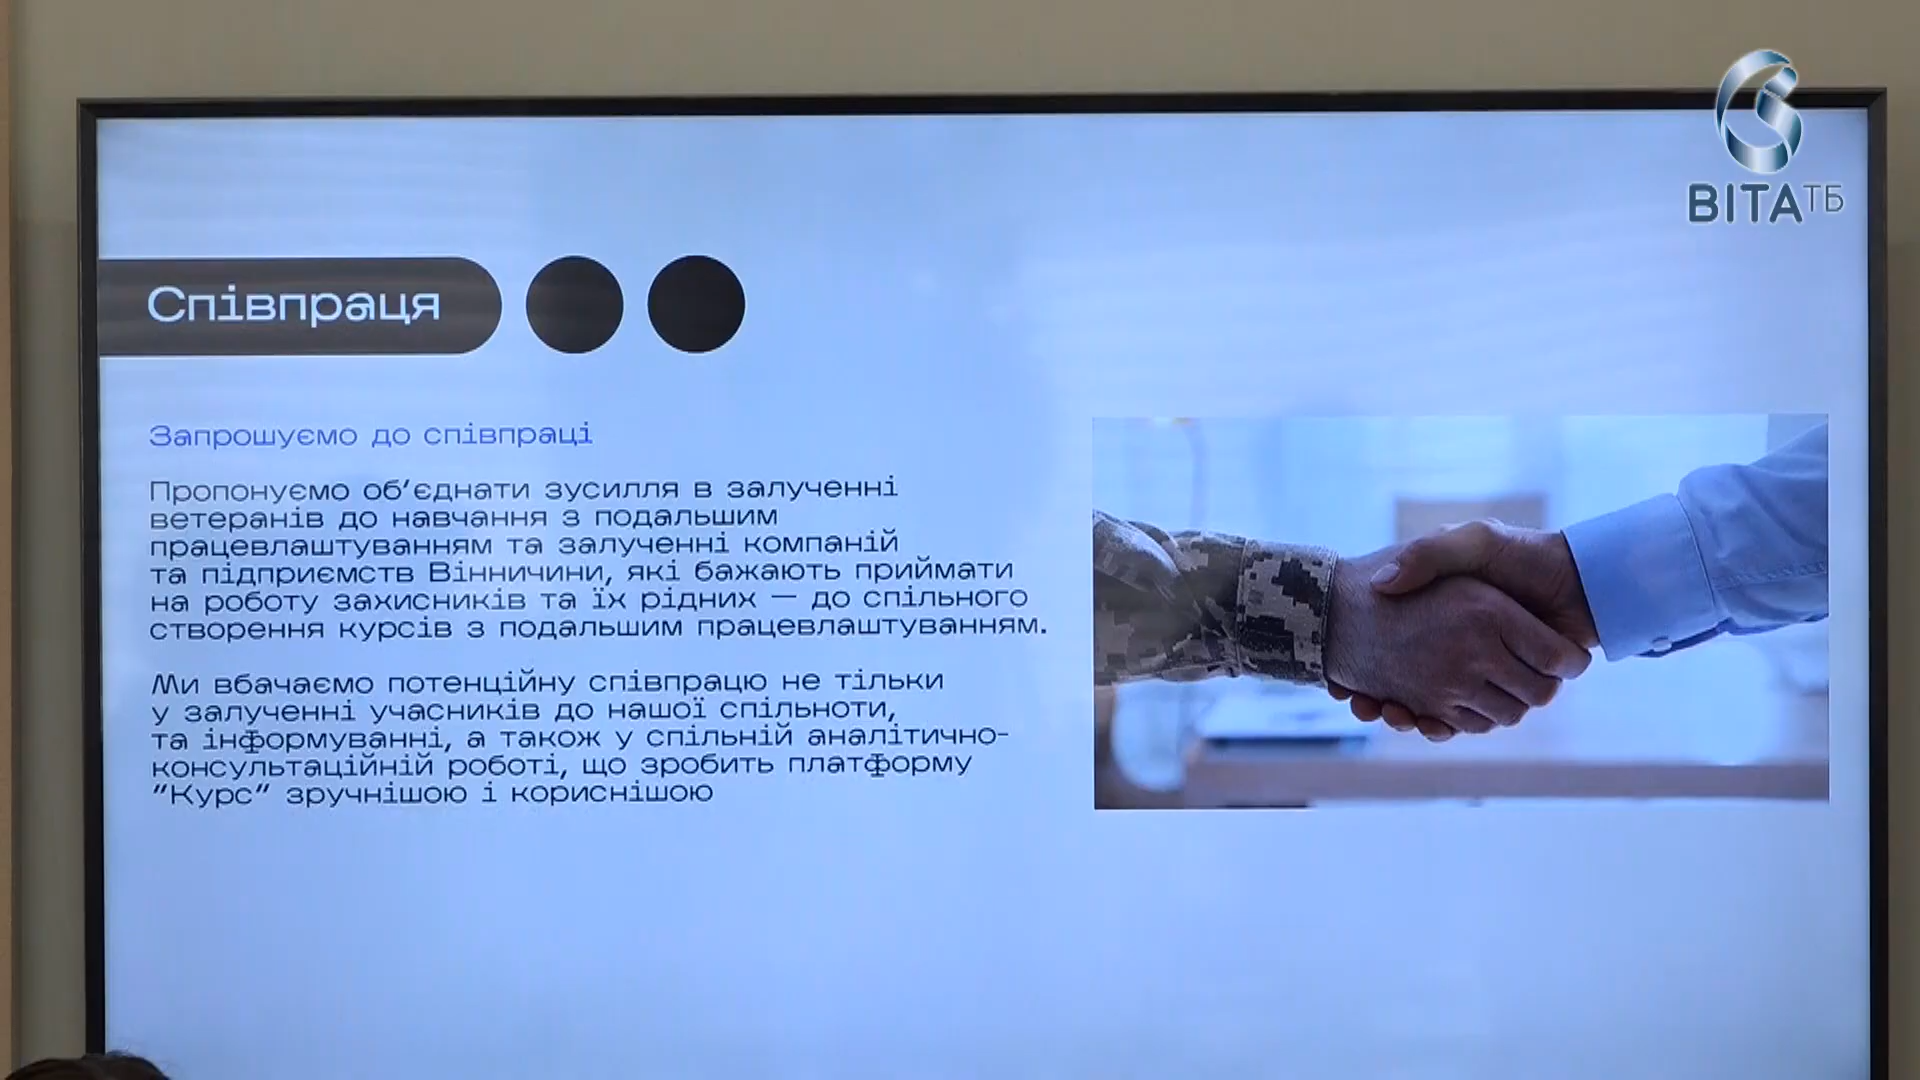 ВІТА ТБ
Співпраця
Запрошуємо до співпраці
Пропонуємо об’єднати зусилля в залученні
ветеранів до навчання з подальшим
працевлаштуванням та залученні компаній
та підприємств Вінничини, які бажають приймати
на роботу захисників та їх рідних — до спільного
створення курсів з подальшим працевлаштуванням.
Ми вбачаємо потенційну співпрацю не тільки
у залученні учасників до нашої спільноти,
та інформуванні, а також у спільній аналітично-
консультаційній роботі, що зробить платформу
“Курс” зручнішою і кориснішою